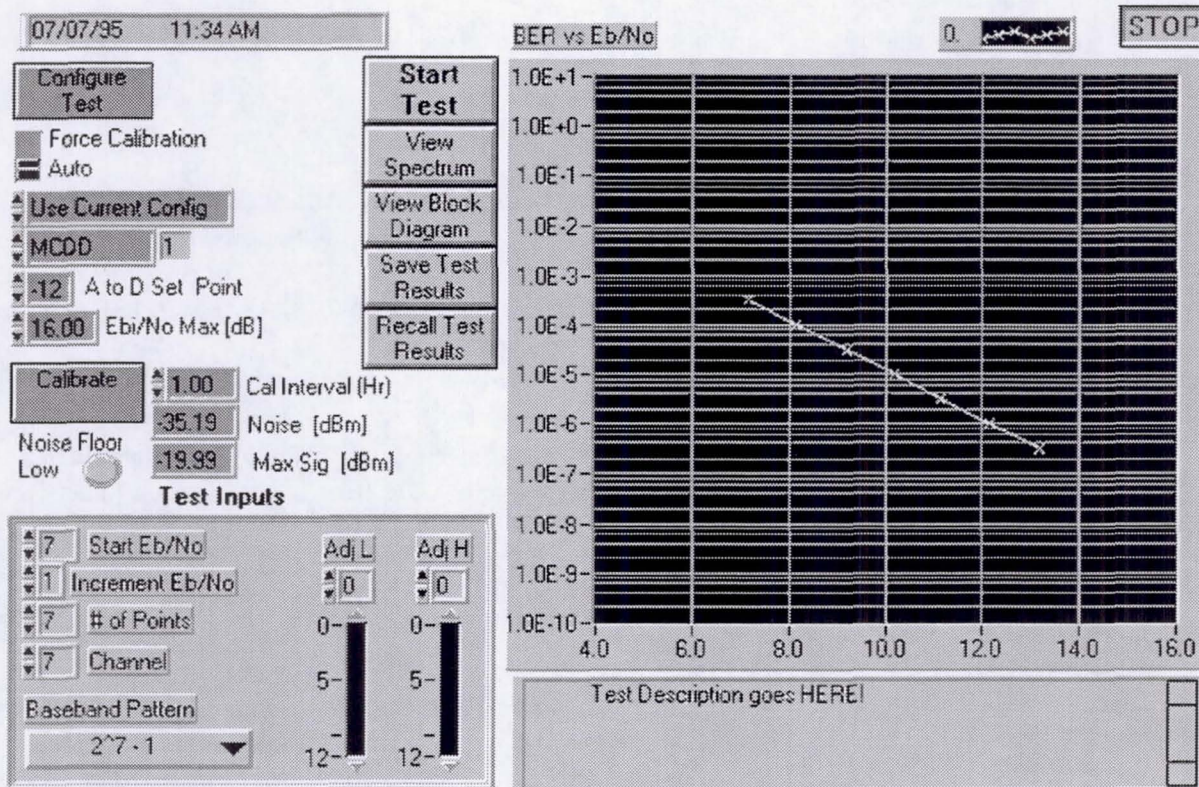 07/07/95 11:34 AM
BER vs Eb/No
0.
STOP
Configure
Test
Force Calibration
Auto
Use Current Config
MCDD 1
-12 A to D Set Point
16.00 Ebi/No Max [dB]
Calibrate
1.00 Cal Interval (Hr)
-35.19 Noise [dBm]
-19.99 Max Sig [dBm]
Noise Floor
Low
Start
Test
View
Spectrum
View Block
Diagram
Save Test
Results
Recall Test
Results
Test Inputs
7 Start Eb/No
1 Increment Eb/No
7 # of Points
7 Channel
Baseband Pattern
2^7 - 1
Adj L
0
0-
5-
12-
Adj H
0
0-
5-
12-
1.0E+1
1.0E+0
1.0E-1
1.0E-2
1.0E-3
1.0E-4
1.0E-5
1.0E-6
1.0E-7
1.0E-8
1.0E-9
1.0E-10
4.0 6.0 8.0 10.0 12.0 14.0 16.0
Test Description goes HERE!